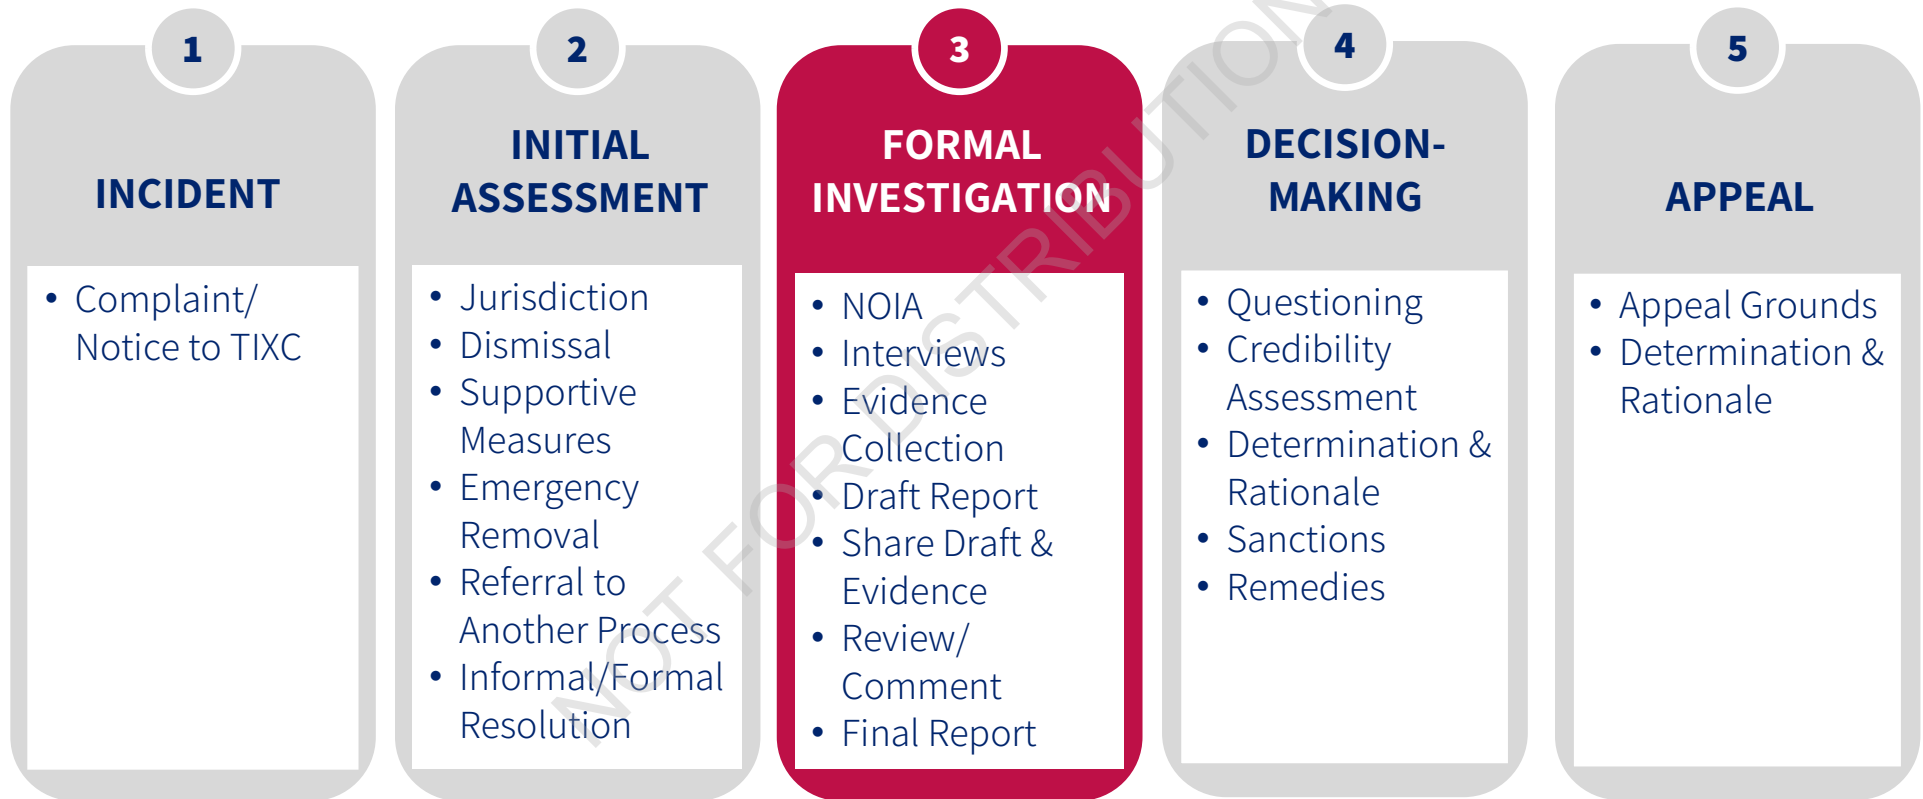 1
INCIDENT
• Complaint/
Notice to TIXC
2
INITIAL
ASSESSMENT
• Jurisdiction
• Dismissal
• Supportive
Measures
• Emergency
Removal
• Referral to
Another Process
• Informal/Formal
Resolution
3
FORMAL
INVESTIGATION
• NOIA
• Interviews
• Evidence
Collection
• Draft Report
• Share Draft &
Evidence
• Review/
Comment
• Final Report
4
DECISION-
MAKING
• Questioning
• Credibility
Assessment
• Determination &
Rationale
• Sanctions
• Remedies
5
APPEAL
• Appeal Grounds
• Determination &
Rationale
NOT FOR DISTRIBUTION